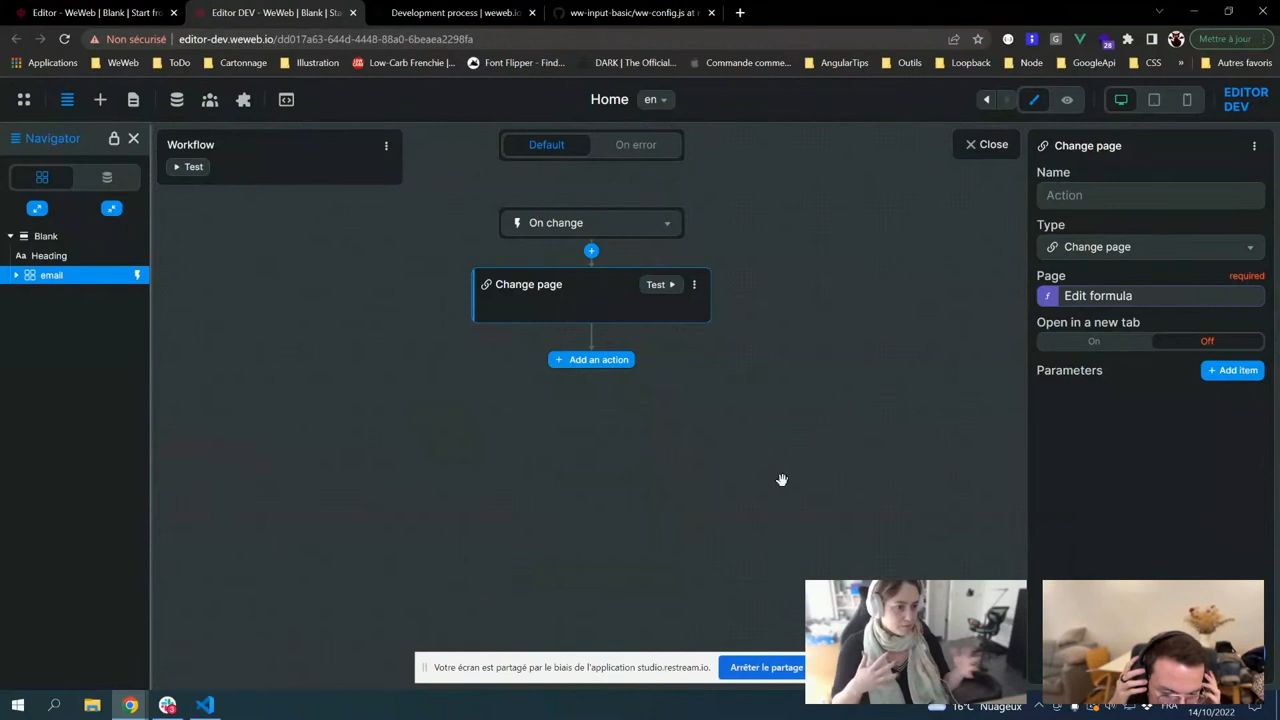 Editor - WeWeb | Blank | Start fro
Editor DEV - WeWeb | Blank | Sta
Development process | weweb.io
ww-input-basic/ww-config.js at m
Non sécurisé
editor-dev.weweb.io/dd017a63-644d-4448-88a0-6beaea2298fa
Mettre à jour
Applications
WeWeb
ToDo
Cartonnage
Illustration
Low-Carb Frenchie |...
Font Flipper - Find...
DARK | The Official...
Commande comme...
AngularTips
Outils
Loopback
Node
GoogleApi
CSS
»
Autres favoris
28
Home
en
EDITOR
DEV
Navigator
Workflow
Test
Default
On error
Close
Change page
Name
Action
Type
Change page
Page
required
Edit formula
Open in a new tab
On
Off
Parameters
+ Add item
Blank
Aa Heading
email
On change
Change page
Test
+ Add an action
Votre écran est partagé par le biais de l'application studio.restream.io.
Arrêter le partage
16°C Nuageux
FRA
14/10/2022